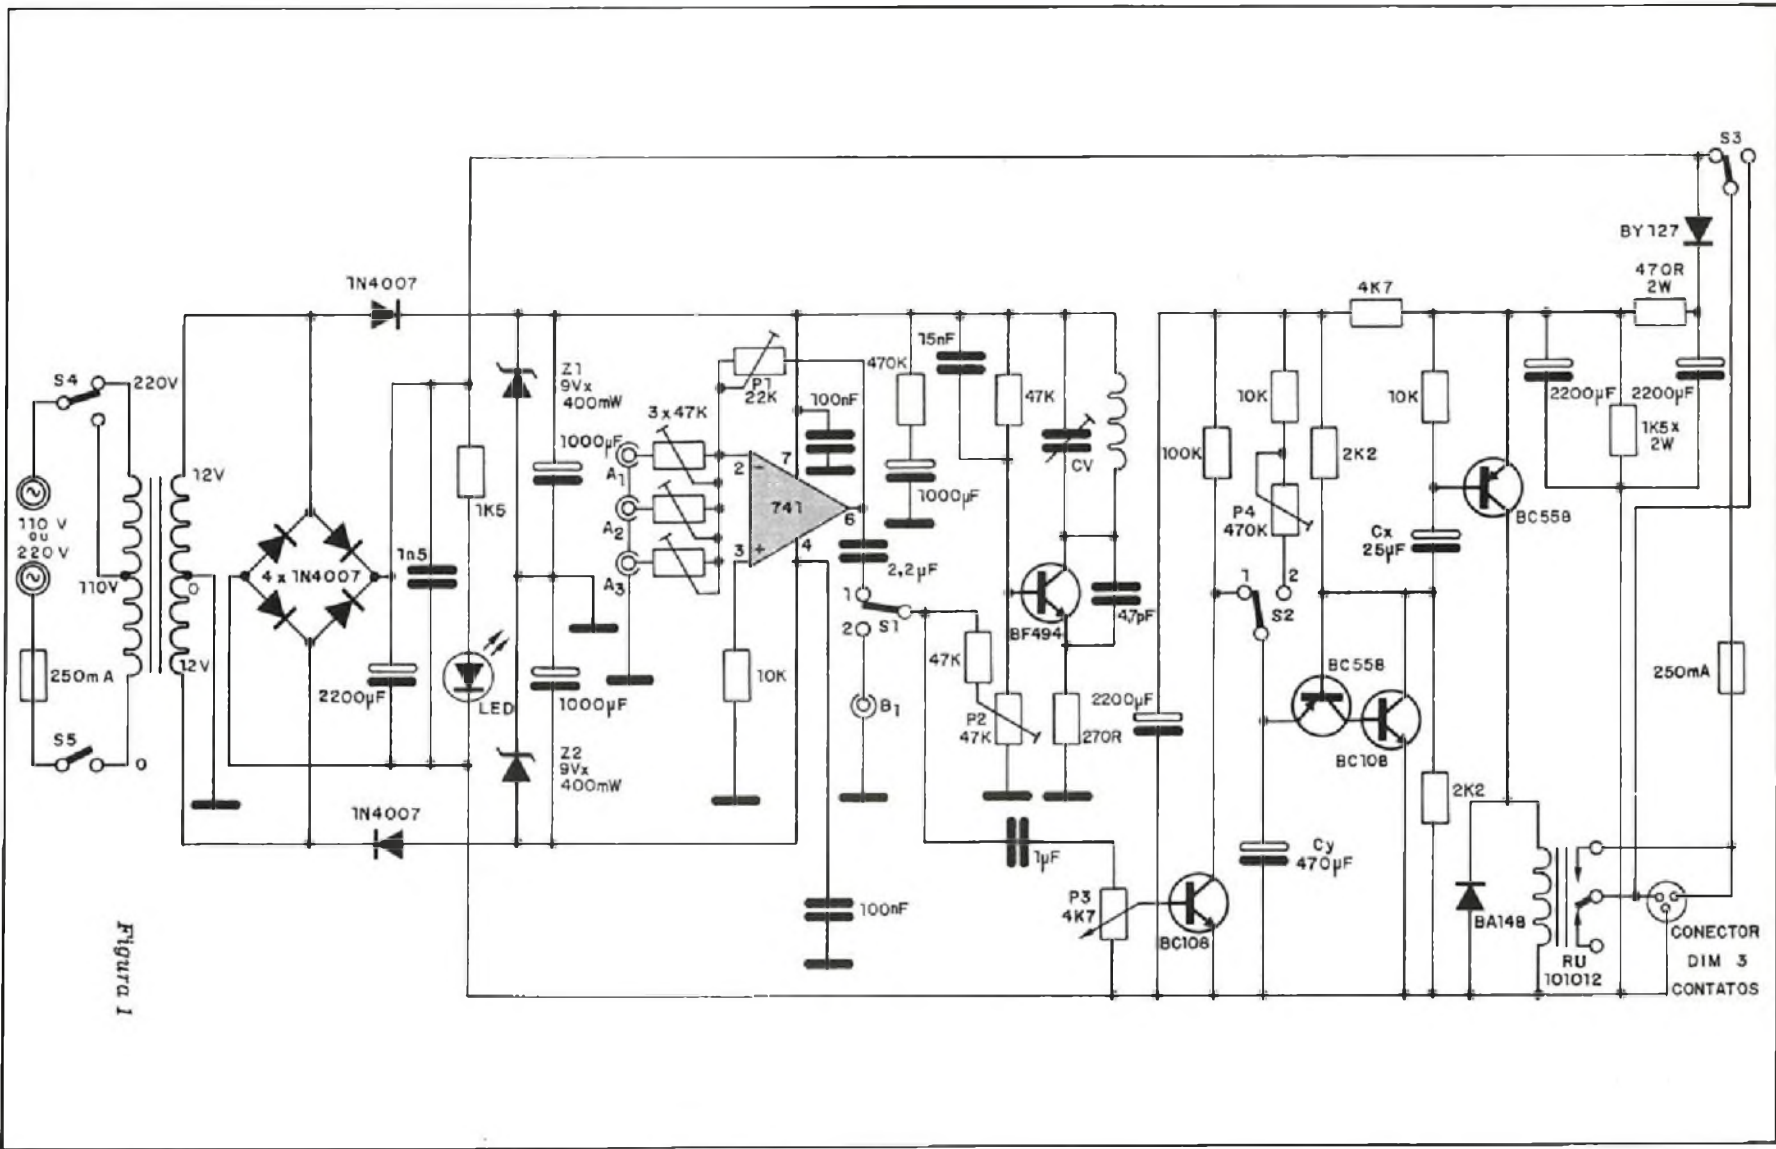 S3
BY127
470R
2W
4K7
1N4007
S4
220V
Z1
9Vx
400mW
P1
22K
470K
15nF
47K
CV
2200µF
2200µF
1K5x
2W
10K
10K
2K2
100K
P4
470K
Cx
25µF
BC558
3x47K
1000µF
100nF
A1
A2
A3
2
3
7
4
6
741
-
+
1000µF
12V
110 V
ou
220 V
110V
0
12V
250mA
S5
0
4x1N4007
1n5
1K5
2200µF
LED
1000µF
Z2
9Vx
400mW
1N4007
10K
2,2µF
1
2
S1
B1
47K
P2
47K
BF494
4,7pF
270R
2200µF
1
2
S2
BC558
BC108
2K2
250mA
1µF
100nF
P3
4K7
BC108
Cy
470µF
BA148
RU
101012
CONECTOR
DIM 3
CONTATOS
Figura 1